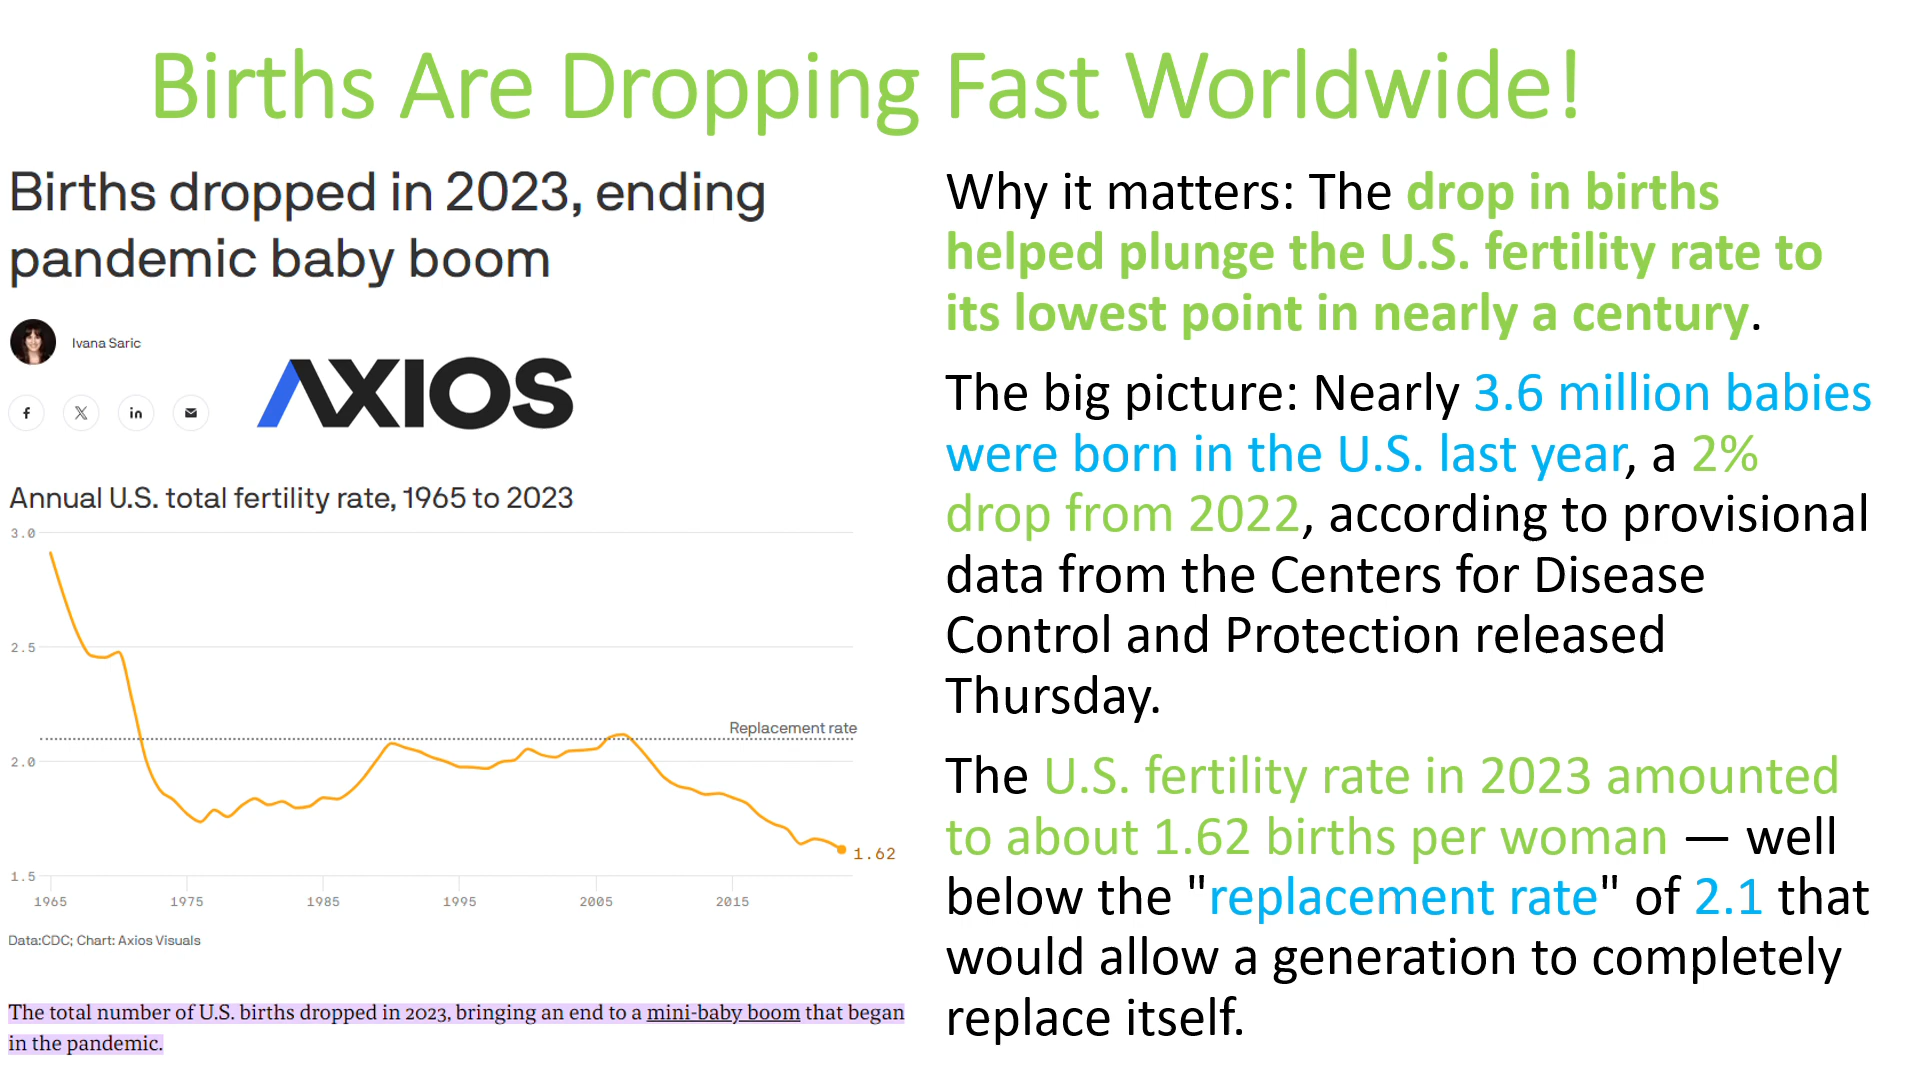 Births Are Dropping Fast Worldwide!
Births dropped in 2023, ending
pandemic baby boom
Ivana Saric
AXIOS
Annual U.S. total fertility rate, 1965 to 2023
3.0
2.5
Replacement rate
2.0
1.62
1.5
1965 1975 1985 1995 2005 2015
Data:CDC; Chart: Axios Visuals
The total number of U.S. births dropped in 2023, bringing an end to a mini-baby boom that began
in the pandemic.
Why it matters: The drop in births
helped plunge the U.S. fertility rate to
its lowest point in nearly a century.
The big picture: Nearly 3.6 million babies
were born in the U.S. last year, a 2%
drop from 2022, according to provisional
data from the Centers for Disease
Control and Protection released
Thursday.
The U.S. fertility rate in 2023 amounted
to about 1.62 births per woman — well
below the "replacement rate" of 2.1 that
would allow a generation to completely
replace itself.